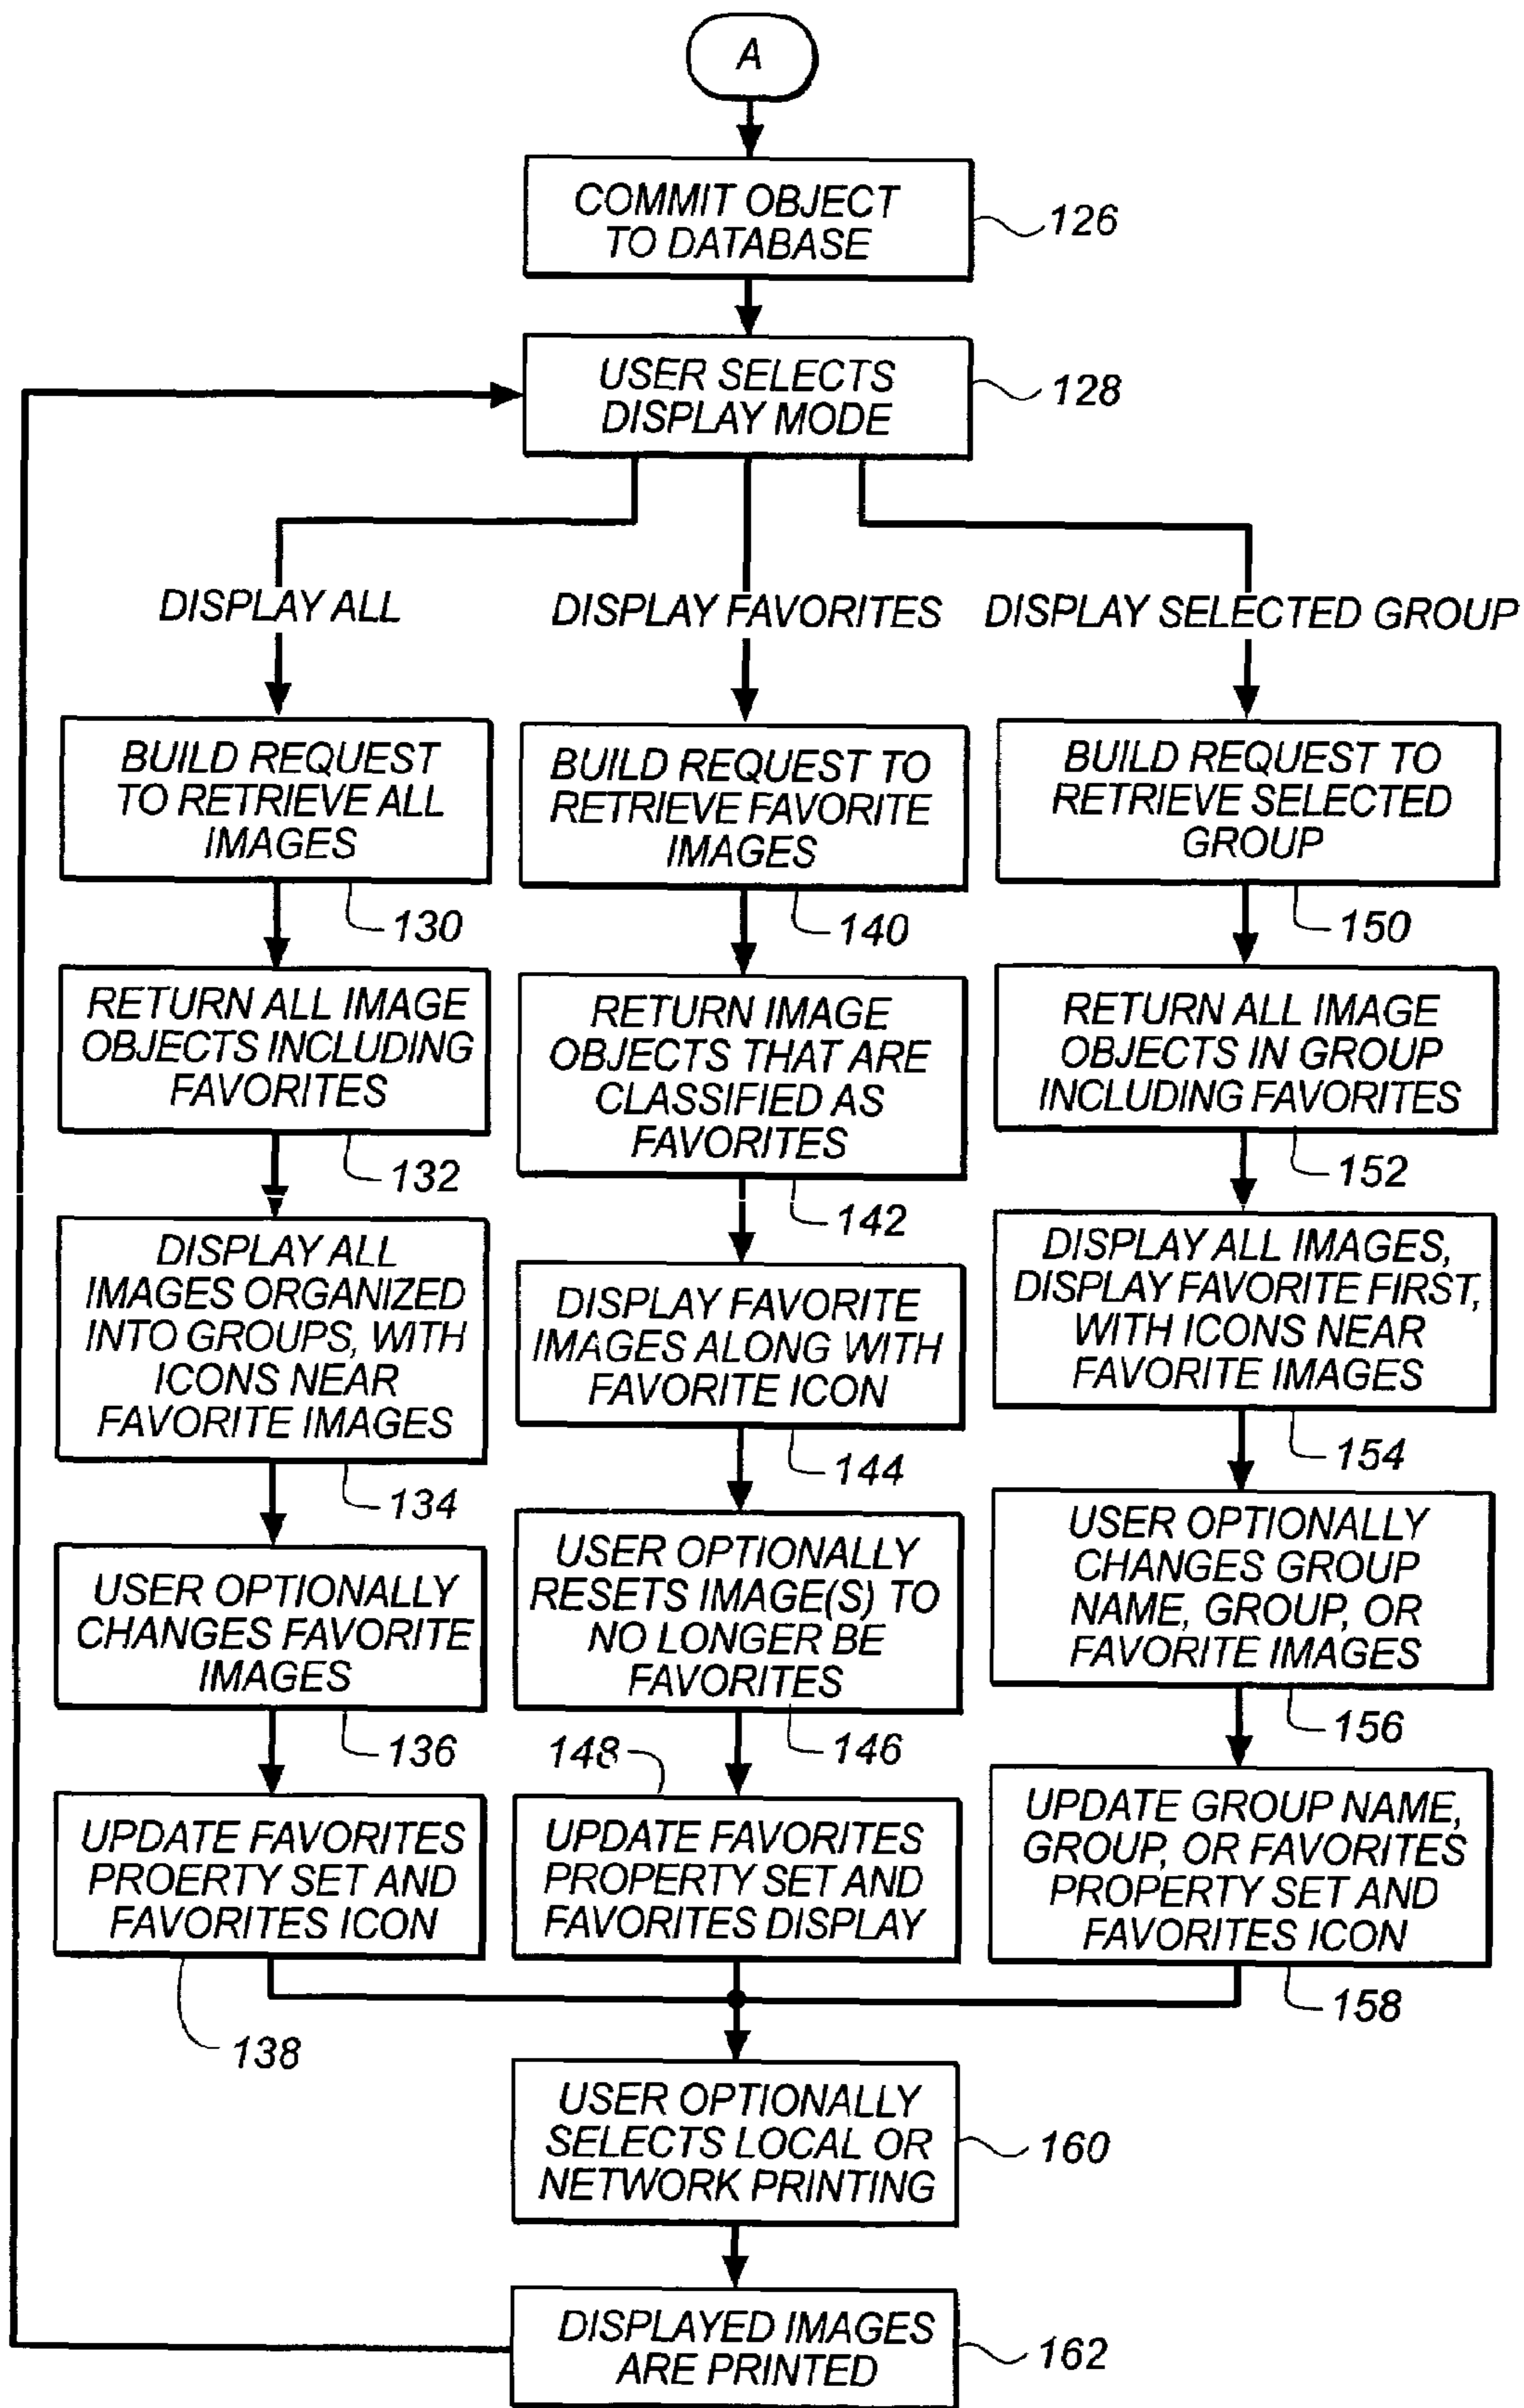 A
COMMIT OBJECT
TO DATABASE
126
USER SELECTS
DISPLAY MODE
128
DISPLAY ALL
DISPLAY FAVORITES
DISPLAY SELECTED GROUP
BUILD REQUEST
TO RETRIEVE ALL
IMAGES
130
BUILD REQUEST TO
RETRIEVE FAVORITE
IMAGES
140
BUILD REQUEST TO
RETRIEVE SELECTED
GROUP
150
RETURN ALL IMAGE
OBJECTS INCLUDING
FAVORITES
132
RETURN IMAGE
OBJECTS THAT ARE
CLASSIFIED AS
FAVORITES
142
RETURN ALL IMAGE
OBJECTS IN GROUP
INCLUDING FAVORITES
152
DISPLAY ALL
IMAGES ORGANIZED
INTO GROUPS, WITH
ICONS NEAR
FAVORITE IMAGES
134
DISPLAY FAVORITE
IMAGES ALONG WITH
FAVORITE ICON
144
DISPLAY ALL IMAGES,
DISPLAY FAVORITE FIRST,
WITH ICONS NEAR
FAVORITE IMAGES
154
USER OPTIONALLY
CHANGES FAVORITE
IMAGES
136
USER OPTIONALLY
RESETS IMAGE(S) TO
NO LONGER BE
FAVORITES
146
USER OPTIONALLY
CHANGES GROUP
NAME, GROUP, OR
FAVORITE IMAGES
156
UPDATE FAVORITES
PROERTY SET AND
FAVORITES ICON
138
148
UPDATE FAVORITES
PROPERTY SET AND
FAVORITES DISPLAY
UPDATE GROUP NAME,
GROUP, OR FAVORITES
PROPERTY SET AND
FAVORITES ICON
158
USER OPTIONALLY
SELECTS LOCAL OR
NETWORK PRINTING
160
DISPLAYED IMAGES
ARE PRINTED
162